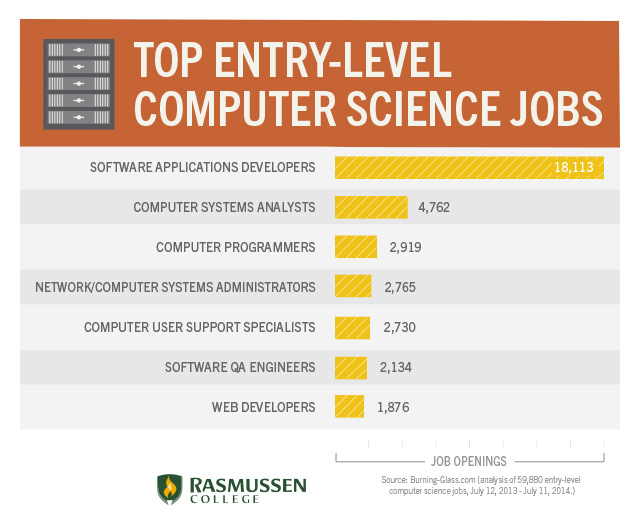 TOP ENTRY-LEVEL
COMPUTER SCIENCE JOBS
SOFTWARE APPLICATIONS DEVELOPERS 18,113
COMPUTER SYSTEMS ANALYSTS 4,762
COMPUTER PROGRAMMERS 2,919
NETWORK/COMPUTER SYSTEMS ADMINISTRATORS 2,765
COMPUTER USER SUPPORT SPECIALISTS 2,730
SOFTWARE QA ENGINEERS 2,134
WEB DEVELOPERS 1,876
JOB OPENINGS
Source: Burning-Glass.com (analysis of 59,880 entry-level
computer science jobs, July 12, 2013 - July 11, 2014.)
RASMUSSEN
COLLEGE